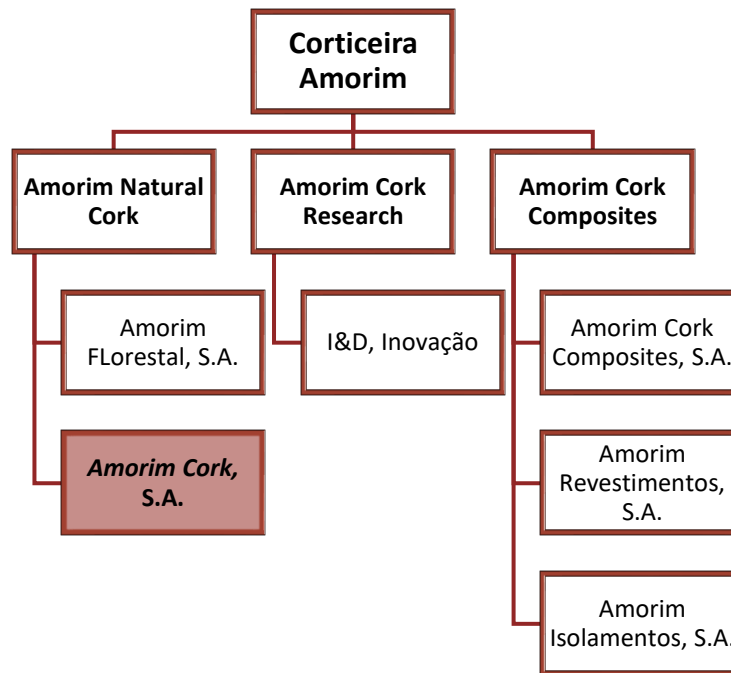 Corticeira
Amorim
Amorim Natural
Cork
Amorim Cork
Research
Amorim Cork
Composites
Amorim
FLorestal, S.A.
Amorim Cork,
S.A.
I&D, Inovação
Amorim Cork
Composites, S.A.
Amorim
Revestimentos,
S.A.
Amorim
Isolamentos, S.A.